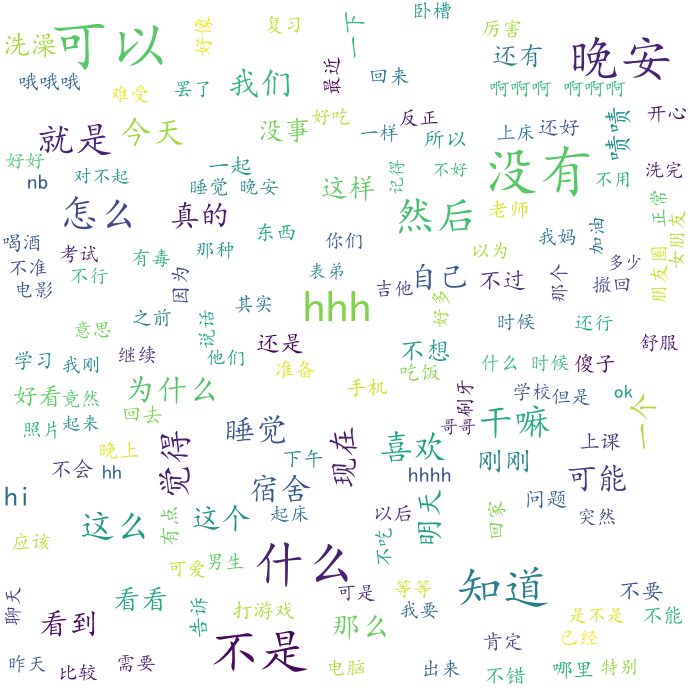 卧槽
洗澡
可以
好像
复习
一下
厉害
晚安
还有
哦哦哦
难受
罢了
我们
最近
回来
啊啊啊 啊啊啊
就是
今天
没事
好吃
反正
一样
所以
上床
还好
啧啧
开心
好好
nb
对不起
一起
睡觉 晚安
这样
记得
不好
没有
不用
洗完
正常
女朋友
怎么
真的
然后
老师
喝酒
不准
电影
考试
不行
有毒
那种
因为
东西
你们
以为
我妈
加油
多少
朋友圈
表弟
吉他
自己
不过
那个
撤回
之前
其实
hhh
好多
时候
还行
意思
说话
学习
我刚
继续
他们
还是
准备
不想
吃饭
什么 时候
傻子
舒服
好看
竟然
为什么
回去
手机
刷牙
学校
但是
ok
一个
照片
起来
睡觉
喜欢
哥哥
干嘛
晚上
不会
hh
觉得
下午
现在
hhhh
刚刚
上课
可能
hi
宿舍
这么
有点
这个
起床
以后
明天
回家
问题
突然
应该
不吃
可爱
男生
什么
可是
等等
知道
不要
聊天
看到
看看
告诉
打游戏
那么
我要
是不是
不能
已经
昨天
比较
需要
不是
电脑
出来
肯定
不错
哪里
特别